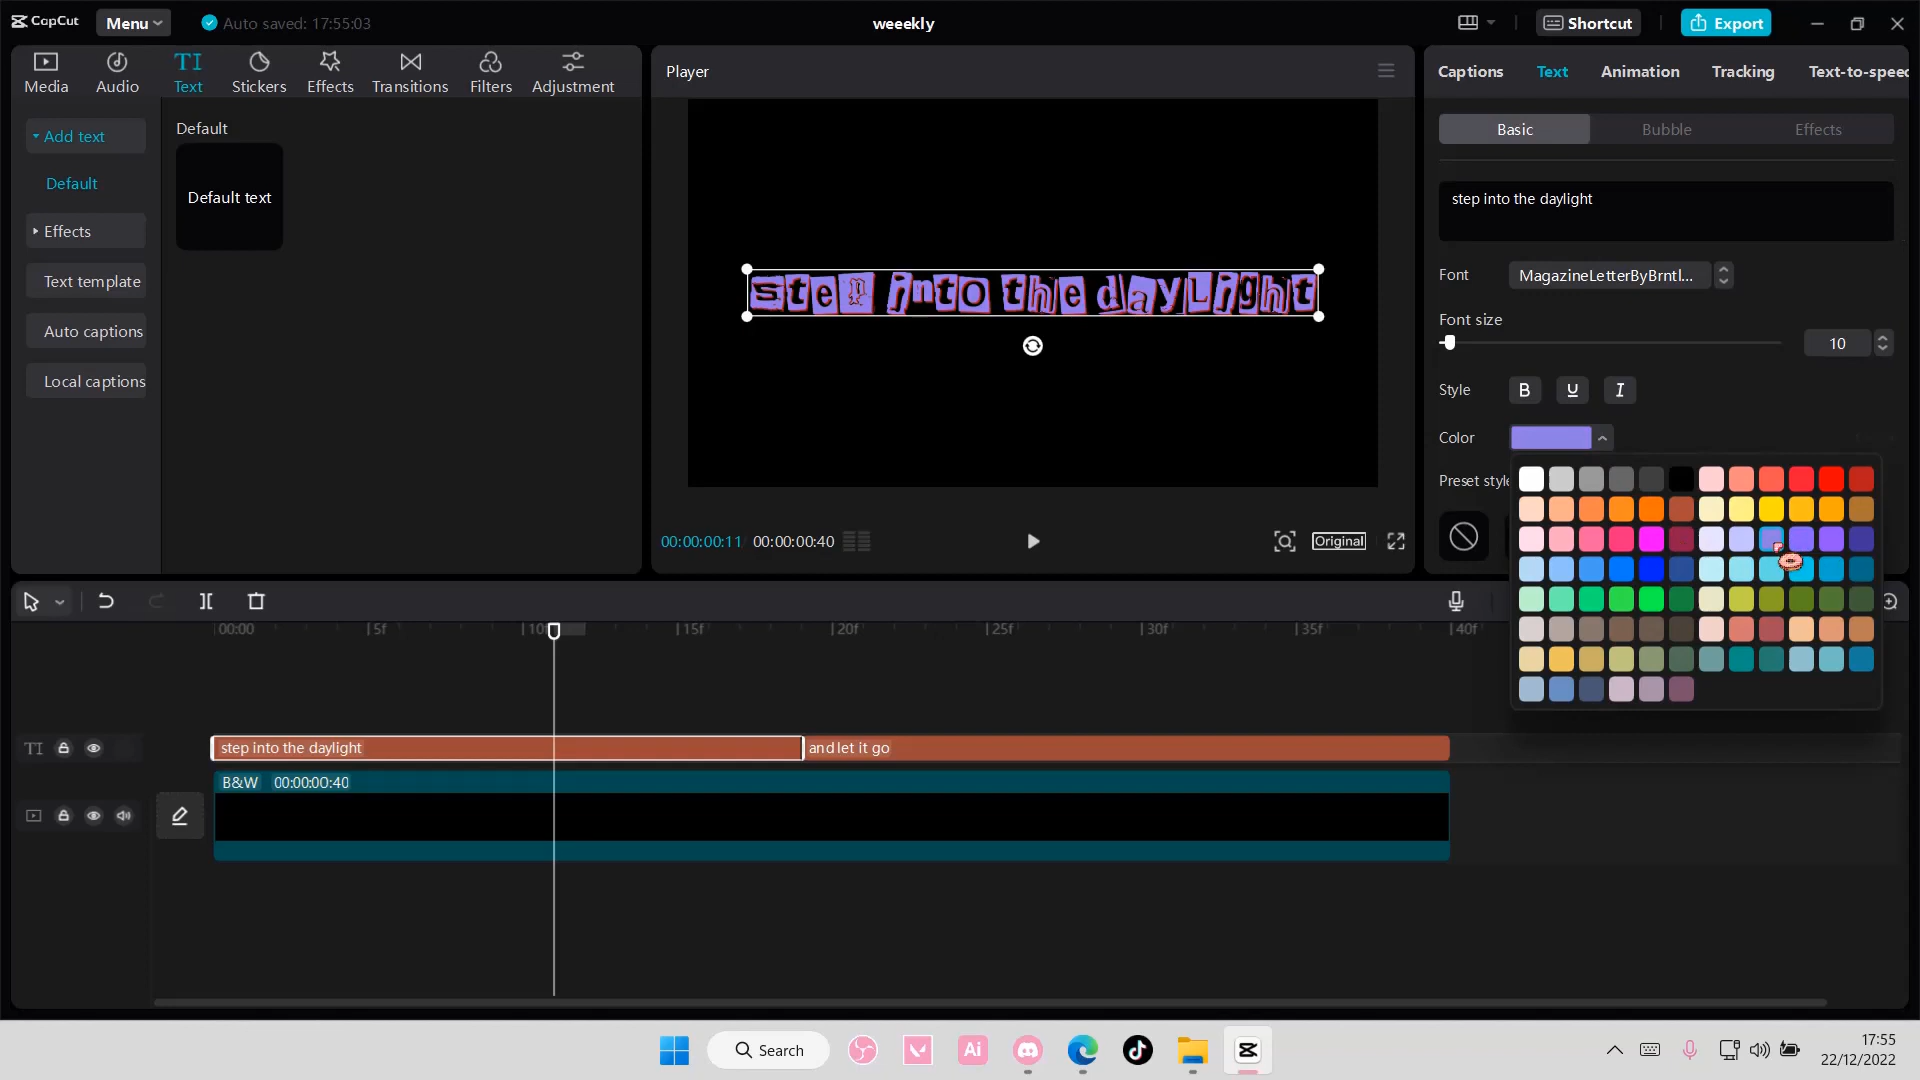 CapCut
Menu
Auto saved: 17:55:03
weeekly
Shortcut
Export
Media
Audio
TI
Text
Stickers
Effects
Transitions
Filters
Adjustment
Add text
Default
Effects
Text template
Auto captions
Local captions
Default
Default text
Player
step into the dayLight
00:00:00:11
00:00:00:40
Original
Captions
Text
Animation
Tracking
Text-to-speec
Basic
Bubble
Effects
step into the daylight
Font
MagazineLetterByBrntl...
Font size
10
Style
B
U
I
Color
Preset style
00:00
5f
10f
15f
20f
25f
30f
35f
40f
TI
step into the daylight
and let it go
B&W 00:00:00:40
Search
Ai
17:55
22/12/2022